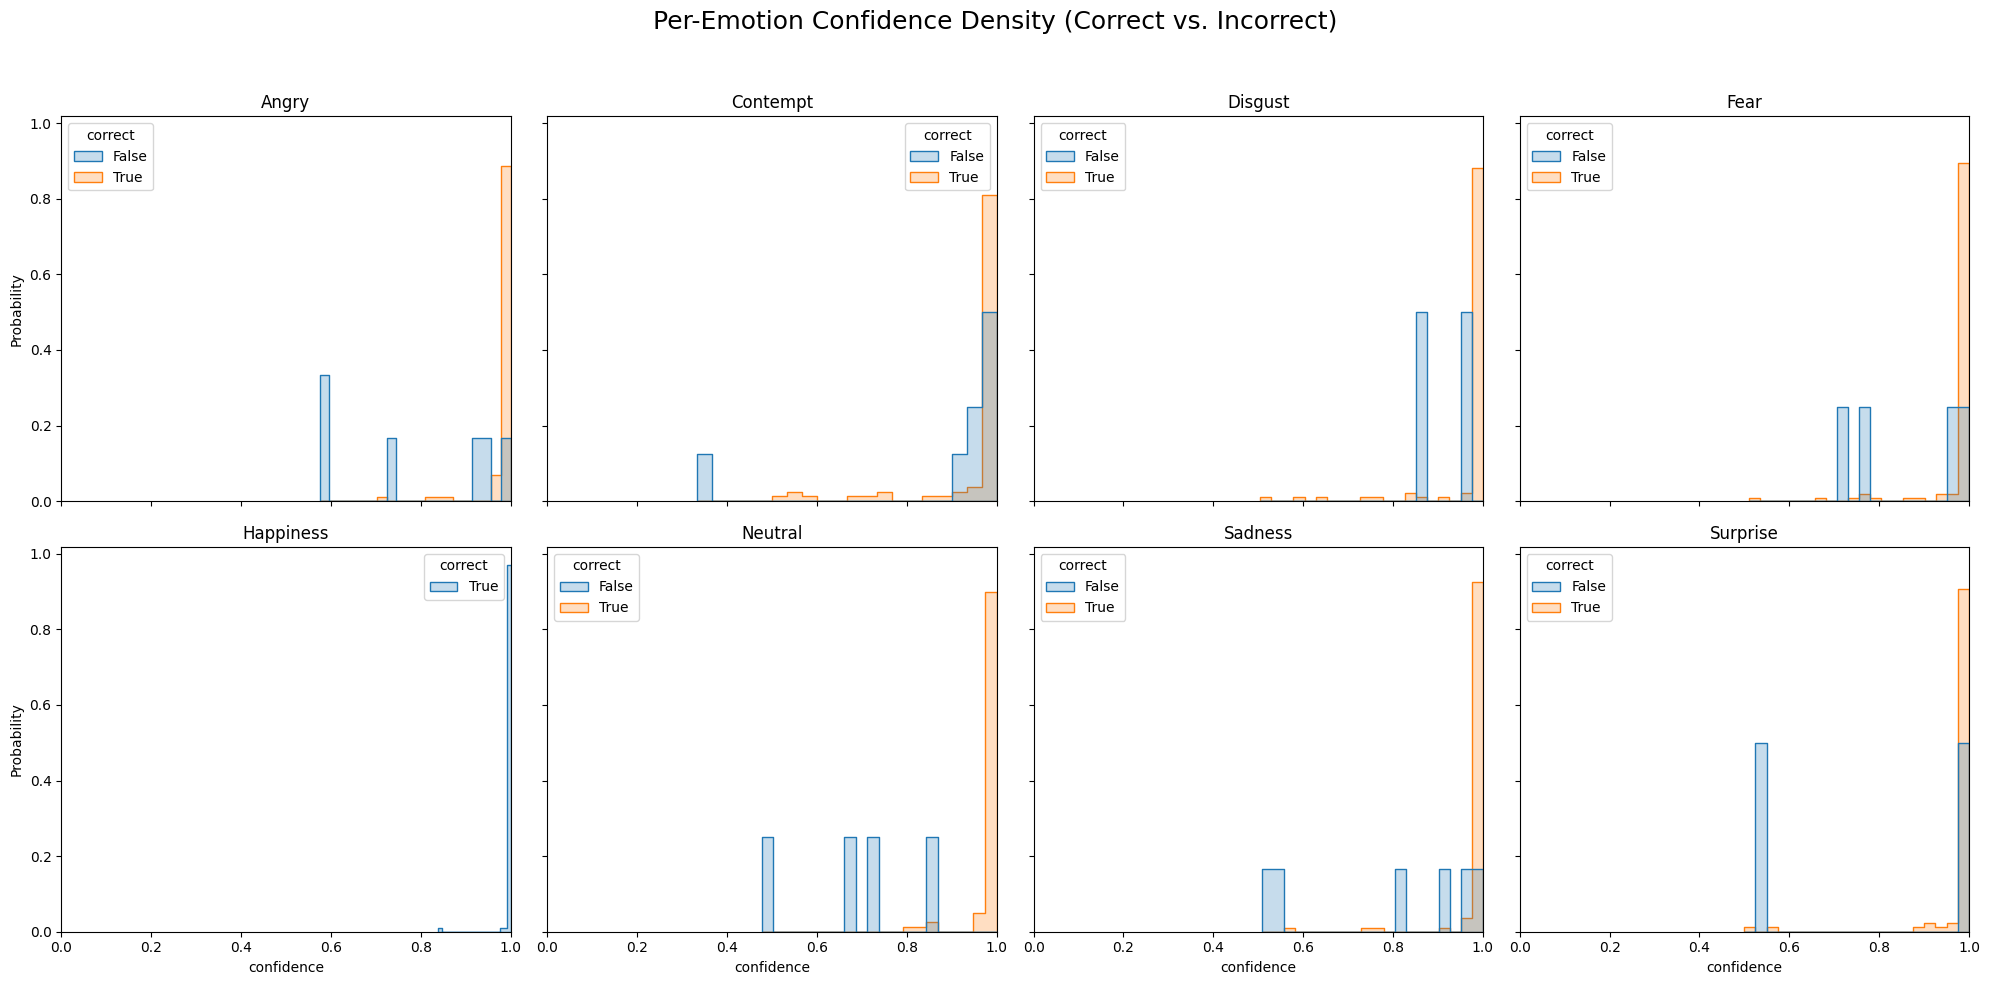 Per-Emotion Confidence Density (Correct vs. Incorrect)
Angry
Contempt
Disgust
Fear
1.0
0.8
0.6
0.4
0.2
0.0
Probability
correct
False
True
correct
False
True
correct
False
True
correct
False
True
Happiness
Neutral
Sadness
Surprise
1.0
0.8
0.6
0.4
0.2
0.0
Probability
correct
True
correct
False
True
correct
False
True
correct
False
True
0.0 0.2 0.4 0.6 0.8 1.0
confidence
0.0 0.2 0.4 0.6 0.8 1.0
confidence
0.0 0.2 0.4 0.6 0.8 1.0
confidence
0.0 0.2 0.4 0.6 0.8 1.0
confidence